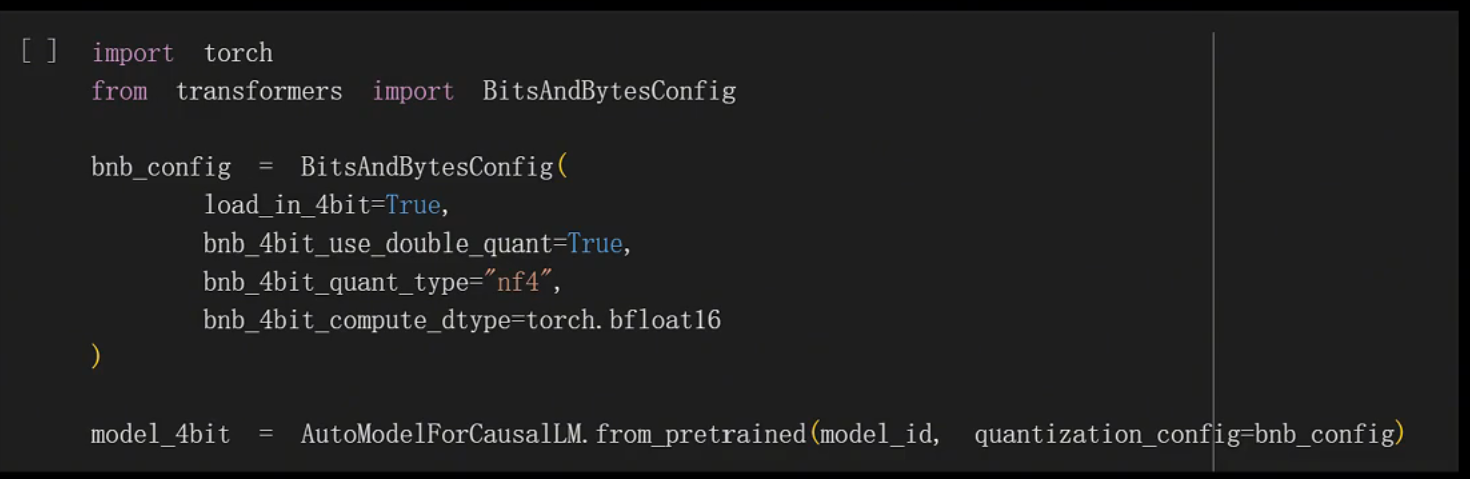 [ ] import torch
from transformers import BitsAndBytesConfig
bnb_config = BitsAndBytesConfig(
load_in_4bit=True,
bnb_4bit_use_double_quant=True,
bnb_4bit_quant_type="nf4",
bnb_4bit_compute_dtype=torch.bfloat16
)
model_4bit = AutoModelForCausalLM.from_pretrained(model_id, quantization_config=bnb_config)